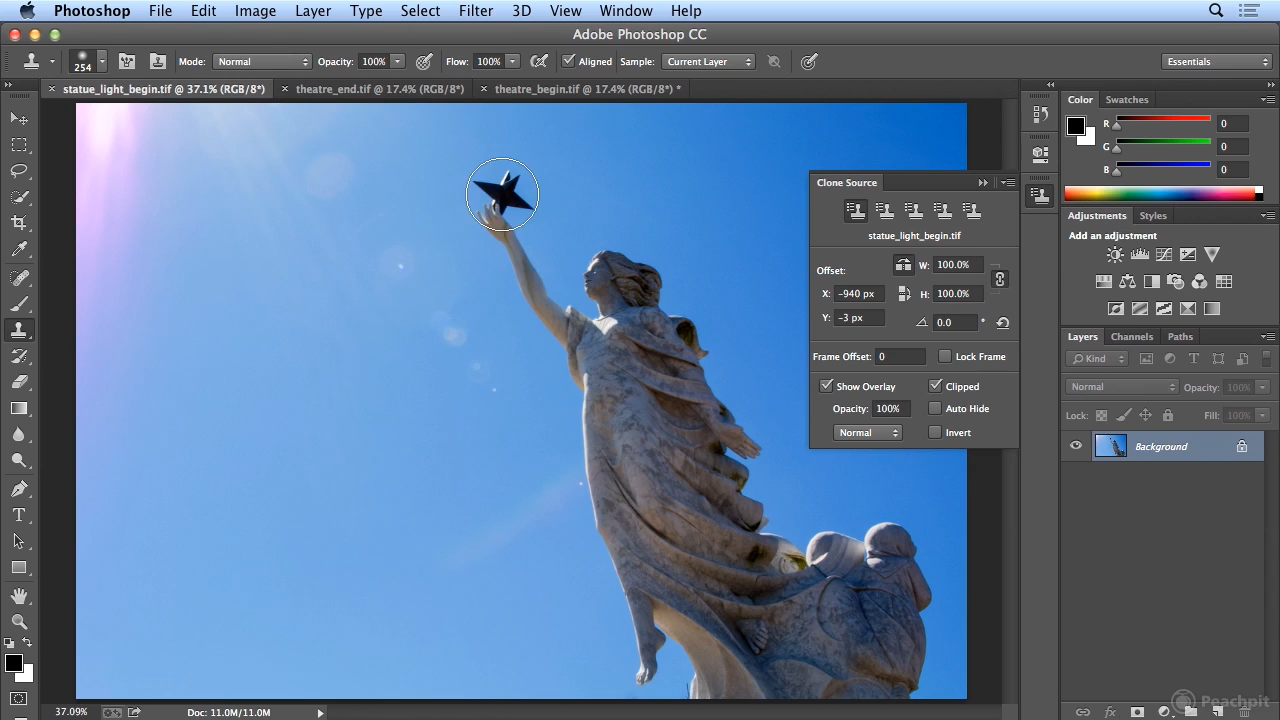 Photoshop File Edit Image Layer Type Select Filter 3D View Window Help
Adobe Photoshop CC
254 Mode: Normal Opacity: 100% Flow: 100% Aligned Sample: Current Layer Essentials
× statue_light_begin.tif @ 37.1% (RGB/8*) × theatre_end.tif @ 17.4% (RGB/8*) × theatre_begin.tif @ 17.4% (RGB/8*) *
Color Swatches
R 0
G 0
B 0
Clone Source
statue_light_begin.tif
Offset: W: 100.0%
X: -940 px H: 100.0%
Y: -3 px 0.0 °
Frame Offset: 0 Lock Frame
Show Overlay Clipped
Opacity: 100% Auto Hide
Normal Invert
Adjustments Styles
Add an adjustment
Layers Channels Paths
Kind T
Normal Opacity: 100%
Lock: Fill: 100%
Background
T
37.09% Doc: 11.0M/11.0M
fx
Peachpit